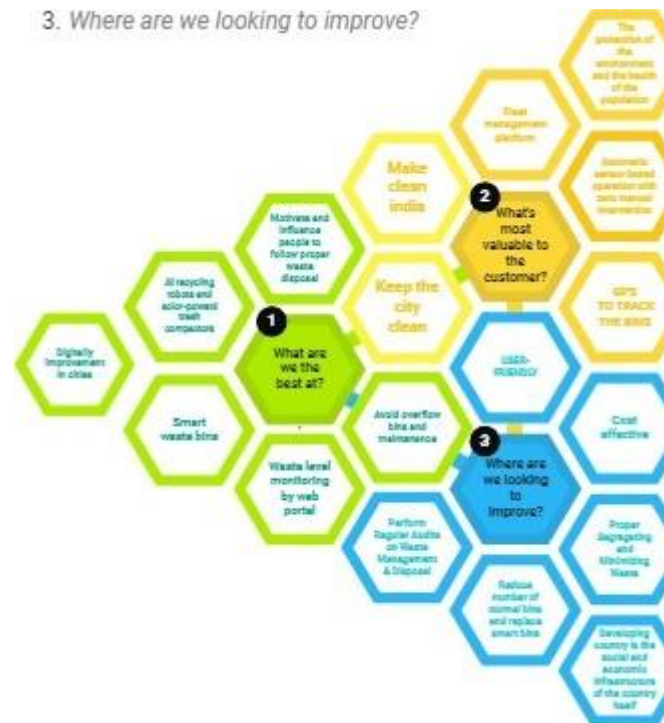 3. Where are we looking to improve?
The
protection of
the
environment
and the health
of the
population
Fleet
management
platform
Make
clean
india
Automatic
sensor based
operation with
zero manual
intervention
2
What's
most
valuable to
the
customer?
Motivate and
influence
people to
follow proper
waste
disposal
AI recycling
robots and
solar-powerd
trash
compactors
Keep the
city
clean
GPS
TO TRACK
THE BINS
1
What are
we the
best at?
Digitally
improvement
in cities
USER-
FRIENDLY
Smart
waste bins
Avoid overflow
bins and
maintenance
Cost
effective
3
Where are
we looking
to
improve?
Waste level
monitoring
by web
portal
Perform
Regular Audits
on Waste
Management
& Disposal
Proper
Segregating
and
Minimizing
Waste
Reduce
number of
normal bins
and replace
smart bins
Developing
country is the
social and
economic
infrastructure
of the country
itself